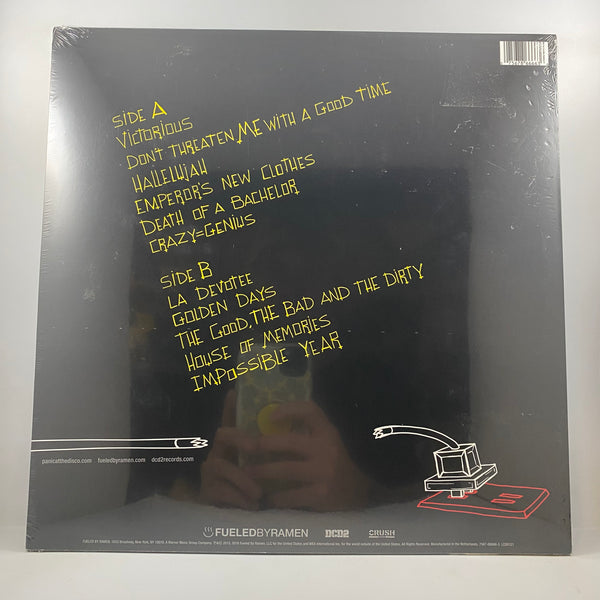 SIDE A
VICTORIOUS
DON'T THREATEN ME WITH A GOOD TIME
HALLELUJAH
EMPEROR'S NEW CLOTHES
DEATH OF A BACHELOR
CRAZY=GENIUS
SIDE B
LA DEVOTEE
GOLDEN DAYS
THE GOOD, THE BAD AND THE DIRTY
HOUSE OF MEMORIES
IMPOSSIBLE YEAR
panicatthedisco.com fueledbyramen.com dcd2records.com
FUELEDBYRAMEN DCD2 CRUSH